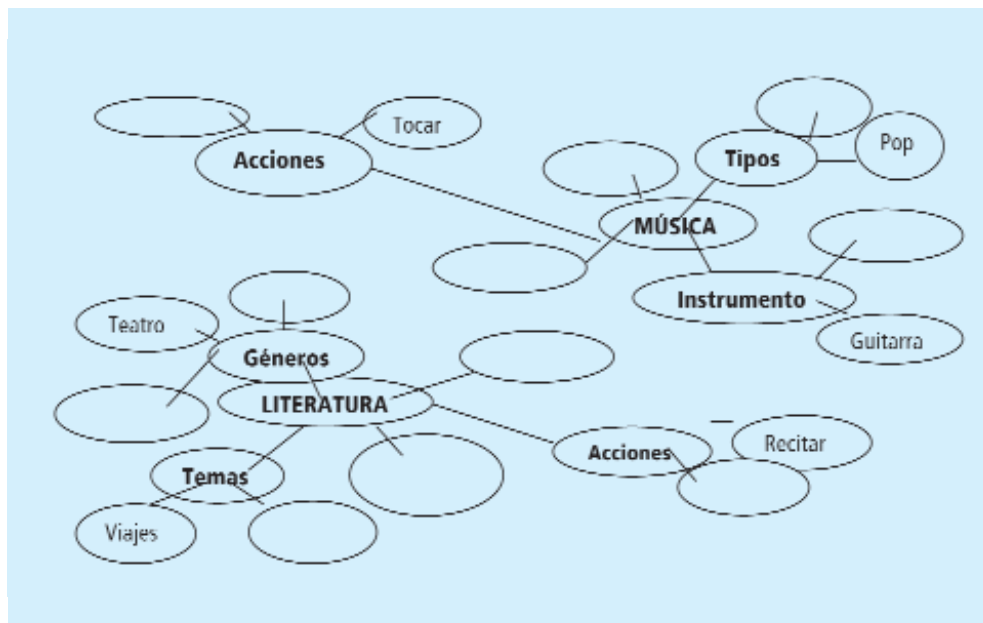 Tocar
Acciones
Tipos
Pop
MÚSICA
Instrumento
Guitarra
Teatro
Géneros
LITERATURA
Acciones
Recitar
Temas
Viajes